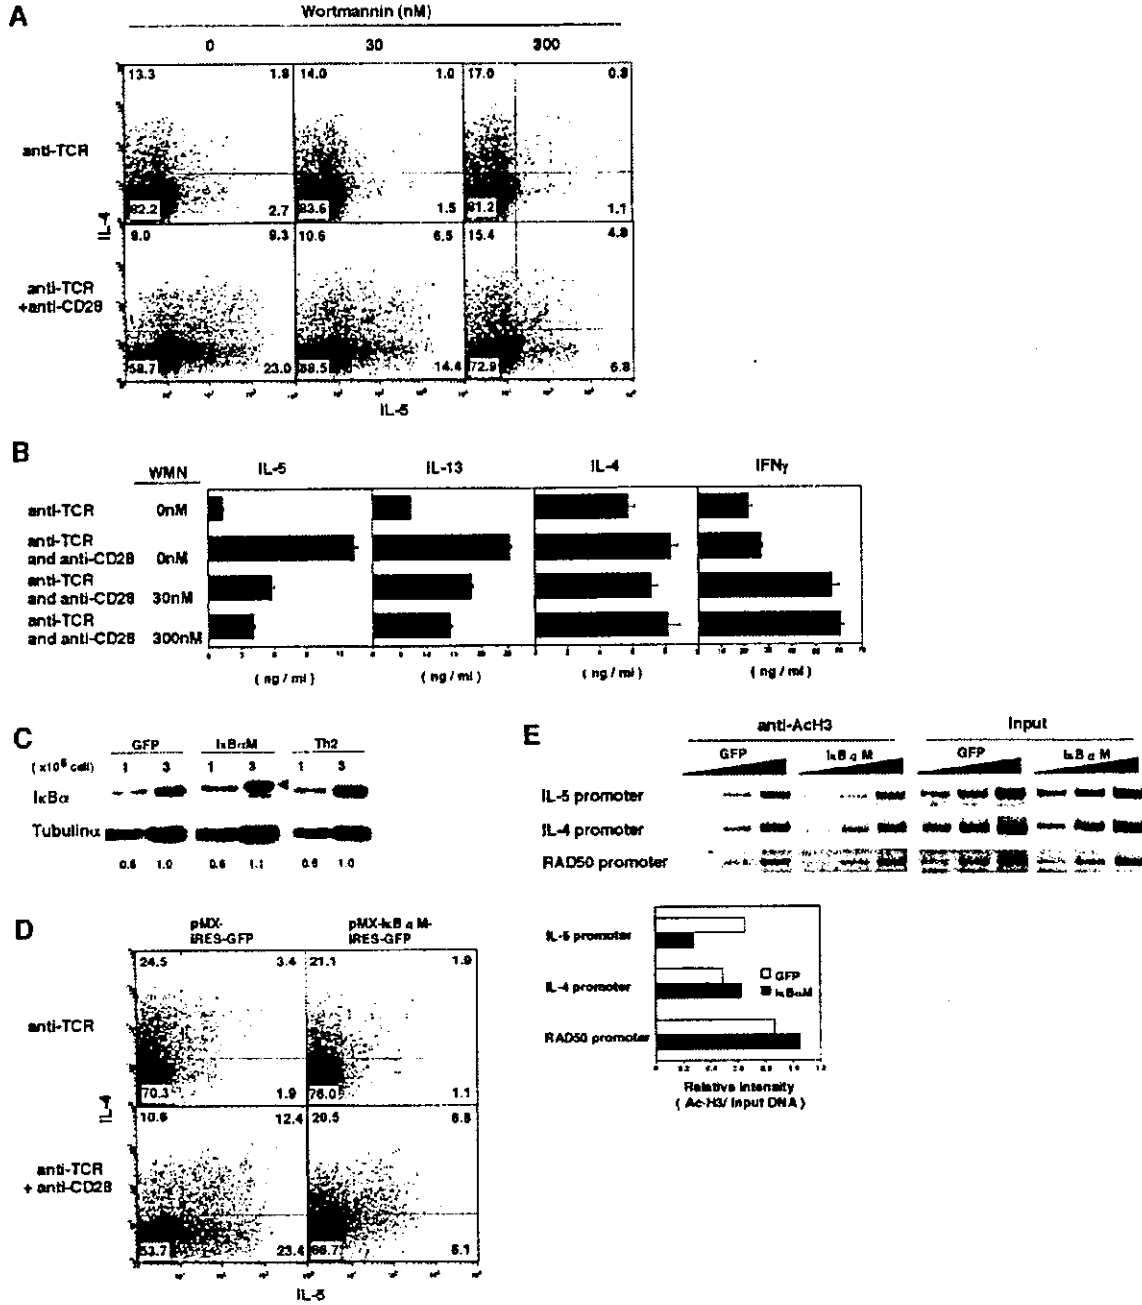 A
Wortmannin (nM)
0 30 300
13.3 1.8 14.0 1.0 17.0 0.8
anti-TCR
82.2 2.7 83.6 1.5 81.2 1.1
IL-4
9.0 9.3 10.6 6.5 15.4 4.8
anti-TCR
+anti-CD28
58.7 23.0 68.5 14.4 72.9 6.8
IL-5
B
WMN IL-5 IL-13 IL-4 IFNγ
anti-TCR 0nM
anti-TCR
and anti-CD28 0nM
anti-TCR
and anti-CD28 30nM
anti-TCR
and anti-CD28 300nM
( ng / ml ) ( ng / ml ) ( ng / ml ) ( ng / ml )
C
GFP IκBαM Th2
1 3 1 3 1 3
IκBα
Tubulinα
0.6 1.0 0.6 1.1 0.6 1.0
D
pMX-
IRES-GFP
pMX-IκBαM-
IRES-GFP
24.5 3.4 21.1 1.9
anti-TCR
70.3 1.9 76.0 1.1
IL-4
10.6 12.4 20.5 6.8
anti-TCR
+ anti-CD28
53.7 23.4 66.7 6.1
IL-5
E
anti-AcH3 Input
GFP IκBαM GFP IκBαM
IL-5 promoter
IL-4 promoter
RAD50 promoter
IL-5 promoter
IL-4 promoter
GFP
IκBαM
RAD50 promoter
Relative intensity
( Ac-H3/ Input DNA )